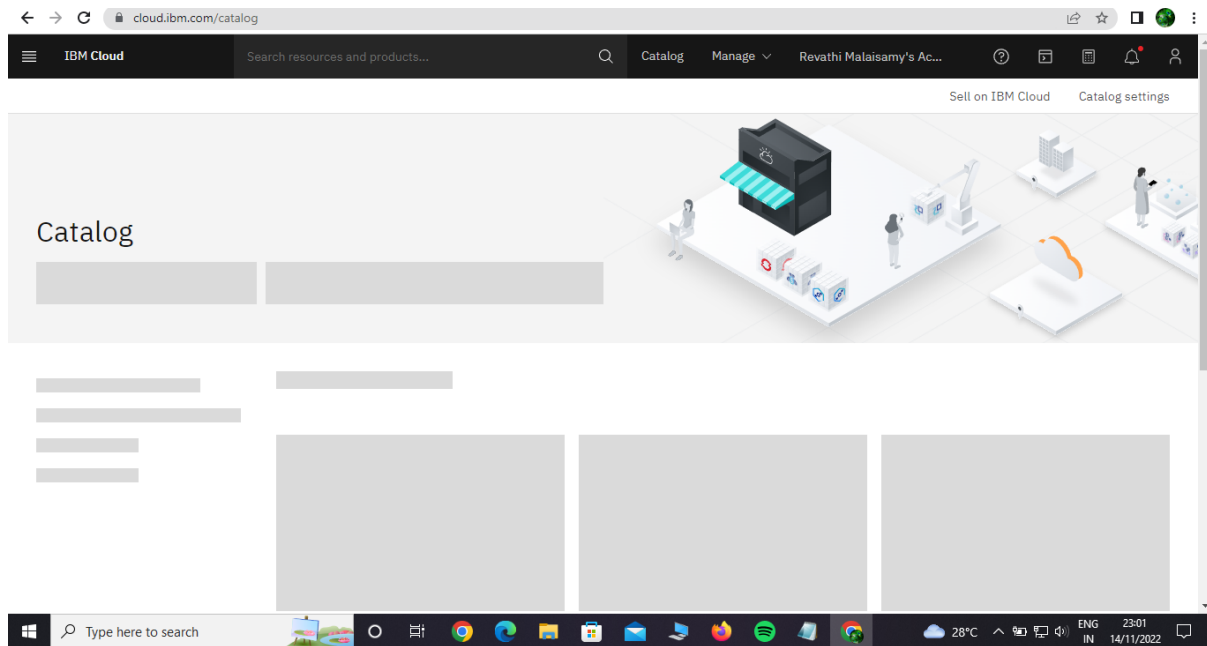 cloud.ibm.com/catalog
IBM Cloud
Search resources and products...
Catalog
Manage
Revathi Malaisamy's Ac...
Sell on IBM Cloud
Catalog settings
Catalog
Type here to search
28°C
ENG
IN
23:01
14/11/2022